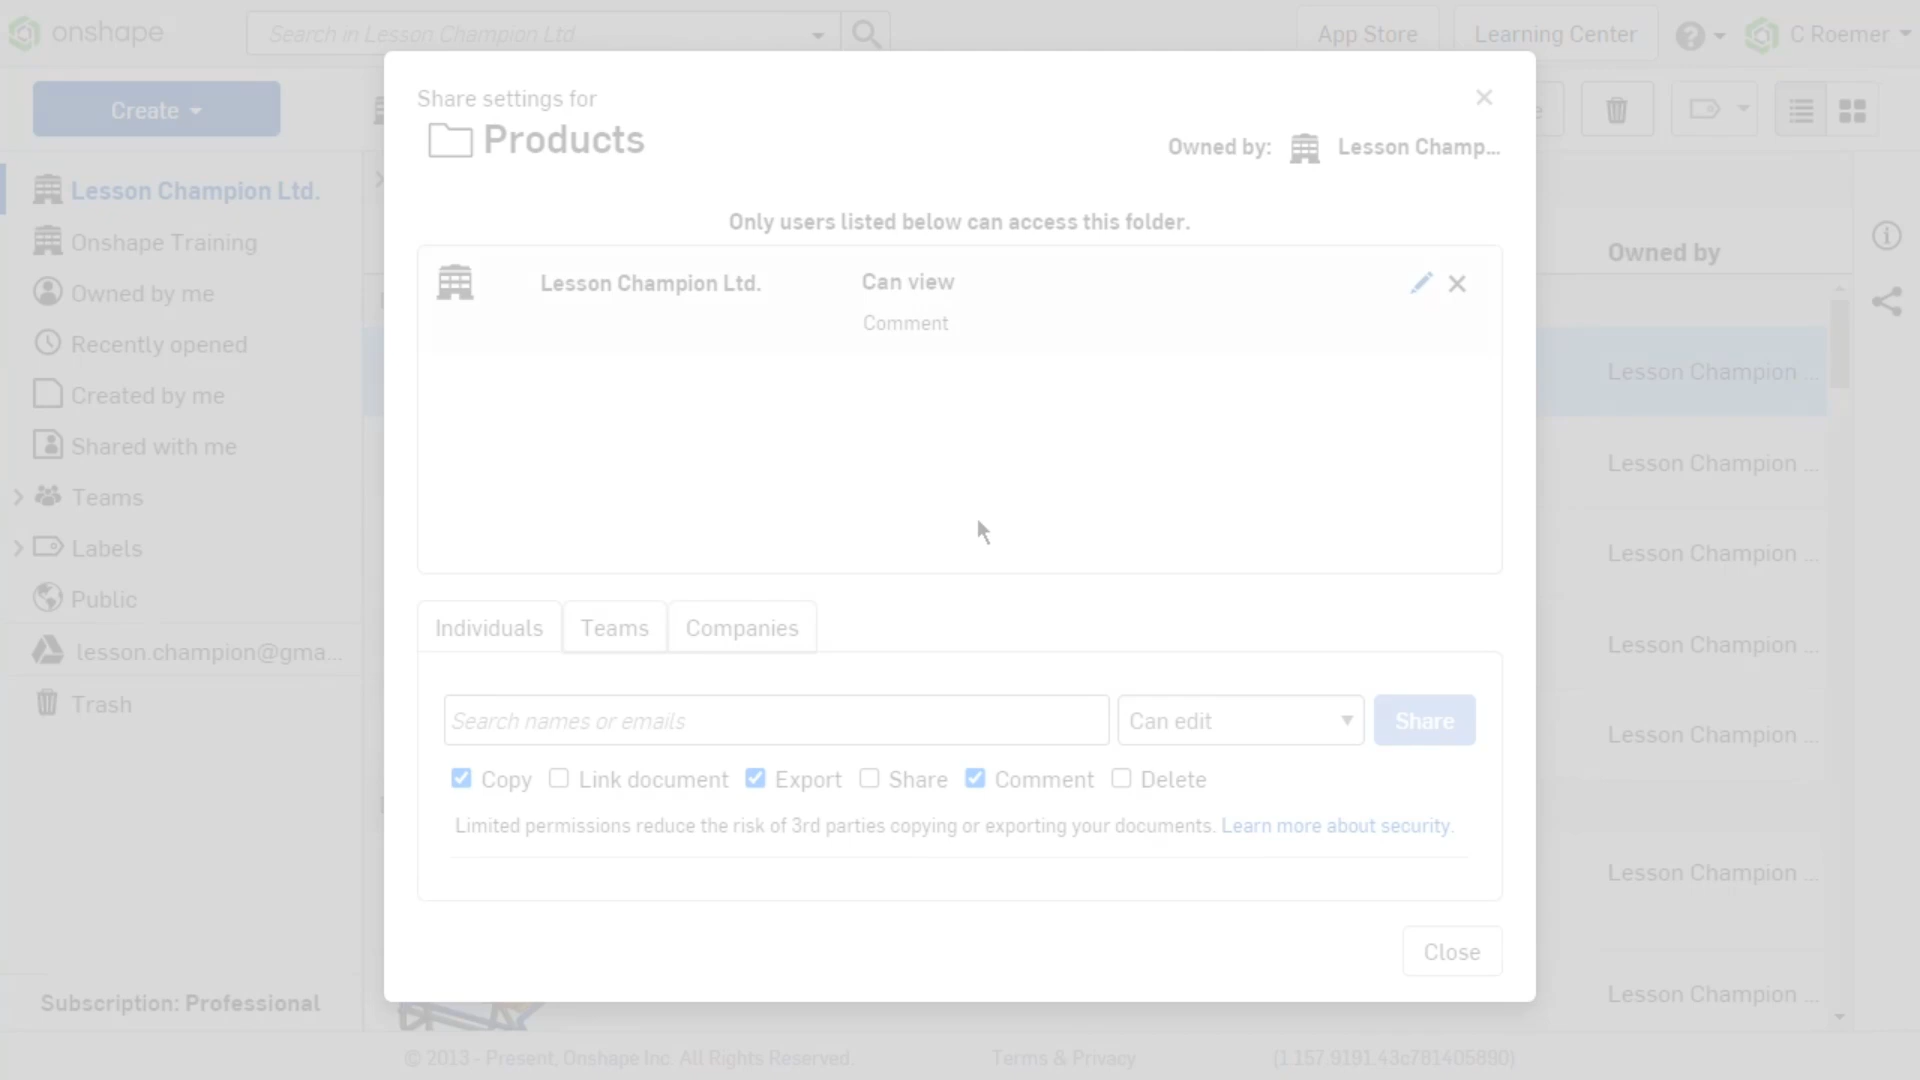 onshape
Search in Lesson Champion Ltd.
App Store
Learning Center
C Roemer
Create
Share settings for
Products
Owned by: Lesson Champ...
Only users listed below can access this folder.
Lesson Champion Ltd.
Can view
Comment
Individuals
Teams
Companies
Search names or emails
Can edit
Share
Copy
Link document
Export
Share
Comment
Delete
Limited permissions reduce the risk of 3rd parties copying or exporting your documents. Learn more about security.
Close
Lesson Champion Ltd.
Onshape Training
Owned by me
Recently opened
Created by me
Shared with me
Teams
Labels
Public
lesson.champion@gma...
Trash
Subscription: Professional
Owned by
Lesson Champion ...
Lesson Champion ...
Lesson Champion ...
Lesson Champion ...
Lesson Champion ...
Lesson Champion ...
Lesson Champion ...
© 2013 - Present, Onshape Inc. All Rights Reserved.
Terms & Privacy
(1.157.9191.43c781405890)